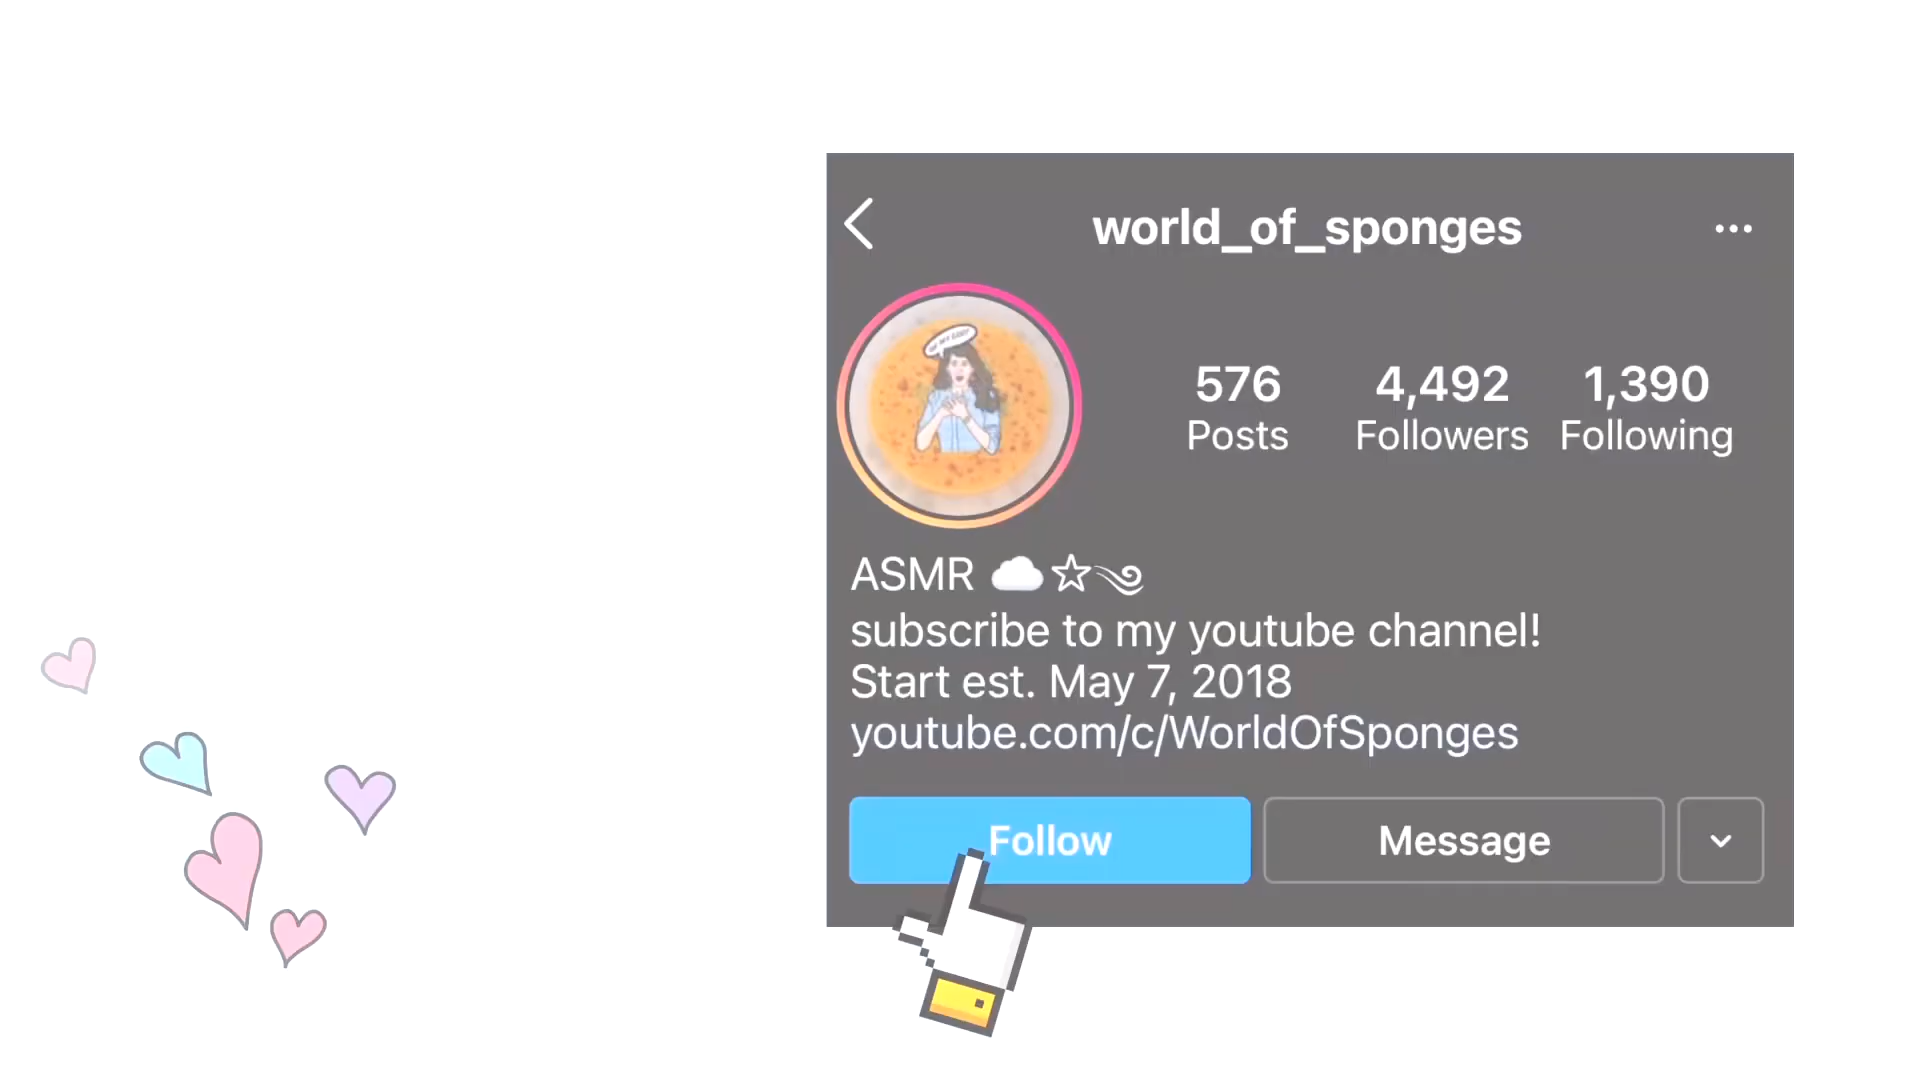 world_of_sponges
576
Posts
4,492
Followers
1,390
Following
ASMR
subscribe to my youtube channel!
Start est. May 7, 2018
youtube.com/c/WorldOfSponges
Follow
Message